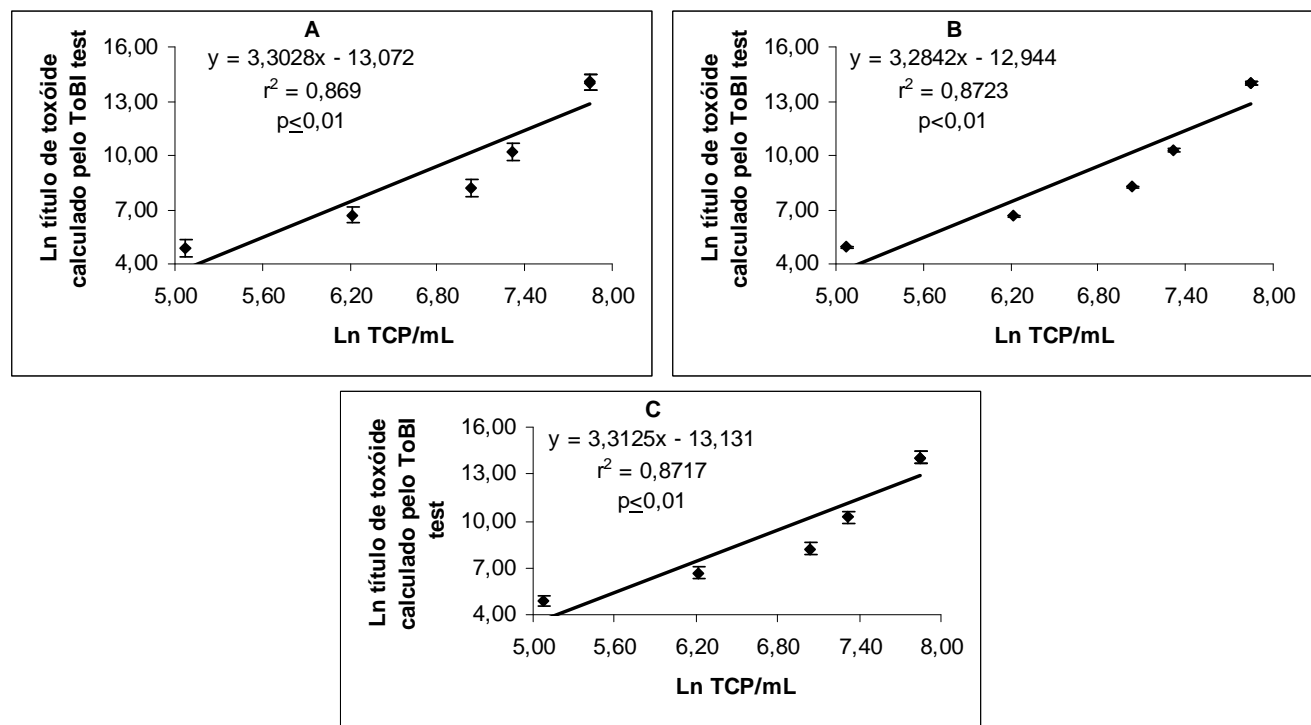 A
y = 3,3028x - 13,072
r² = 0,869
p≤0,01
Ln título de toxóide
calculado pelo ToBI test
16,00
13,00
10,00
7,00
4,00
5,00 5,60 6,20 6,80 7,40 8,00
Ln TCP/mL
B
y = 3,2842x - 12,944
r² = 0,8723
p<0,01
Ln título de toxóide
calculado pelo ToBI test
16,00
13,00
10,00
7,00
4,00
5,00 5,60 6,20 6,80 7,40 8,00
Ln TCP/mL
C
y = 3,3125x - 13,131
r² = 0,8717
p≤0,01
Ln título de toxóide
calculado pelo ToBI
test
16,00
13,00
10,00
7,00
4,00
5,00 5,60 6,20 6,80 7,40 8,00
Ln TCP/mL